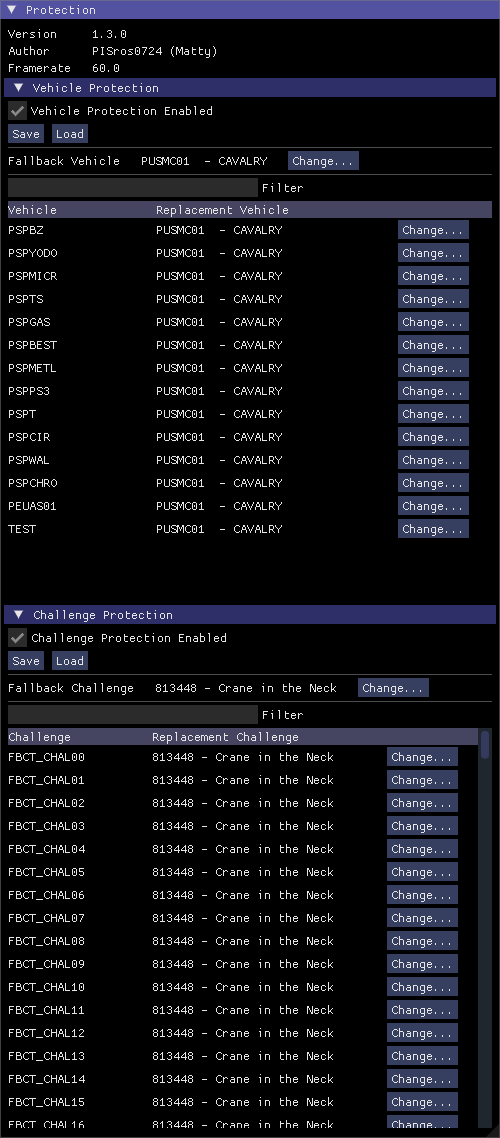 Protection
Version 1.3.0
Author PISros0724 (Matty)
Framerate 60.0
Vehicle Protection
Vehicle Protection Enabled
Save Load
Fallback Vehicle PUSMC01 - CAVALRY Change...
Filter
Vehicle Replacement Vehicle
PSPBZ PUSMC01 - CAVALRY Change...
PSPYODO PUSMC01 - CAVALRY Change...
PSPMICR PUSMC01 - CAVALRY Change...
PSPTS PUSMC01 - CAVALRY Change...
PSPGAS PUSMC01 - CAVALRY Change...
PSPBEST PUSMC01 - CAVALRY Change...
PSPMETL PUSMC01 - CAVALRY Change...
PSPPS3 PUSMC01 - CAVALRY Change...
PSPT PUSMC01 - CAVALRY Change...
PSPCIR PUSMC01 - CAVALRY Change...
PSPWAL PUSMC01 - CAVALRY Change...
PSPCHRO PUSMC01 - CAVALRY Change...
PEUAS01 PUSMC01 - CAVALRY Change...
TEST PUSMC01 - CAVALRY Change...
Challenge Protection
Challenge Protection Enabled
Save Load
Fallback Challenge 813448 - Crane in the Neck Change...
Filter
Challenge Replacement Challenge
FBCT_CHAL00 813448 - Crane in the Neck Change...
FBCT_CHAL01 813448 - Crane in the Neck Change...
FBCT_CHAL02 813448 - Crane in the Neck Change...
FBCT_CHAL03 813448 - Crane in the Neck Change...
FBCT_CHAL04 813448 - Crane in the Neck Change...
FBCT_CHAL05 813448 - Crane in the Neck Change...
FBCT_CHAL06 813448 - Crane in the Neck Change...
FBCT_CHAL07 813448 - Crane in the Neck Change...
FBCT_CHAL08 813448 - Crane in the Neck Change...
FBCT_CHAL09 813448 - Crane in the Neck Change...
FBCT_CHAL10 813448 - Crane in the Neck Change...
FBCT_CHAL11 813448 - Crane in the Neck Change...
FBCT_CHAL12 813448 - Crane in the Neck Change...
FBCT_CHAL13 813448 - Crane in the Neck Change...
FBCT_CHAL14 813448 - Crane in the Neck Change...
FBCT_CHAL15 813448 - Crane in the Neck Change...
FBCT_CHAL16 813448 - Crane in the Neck Change...